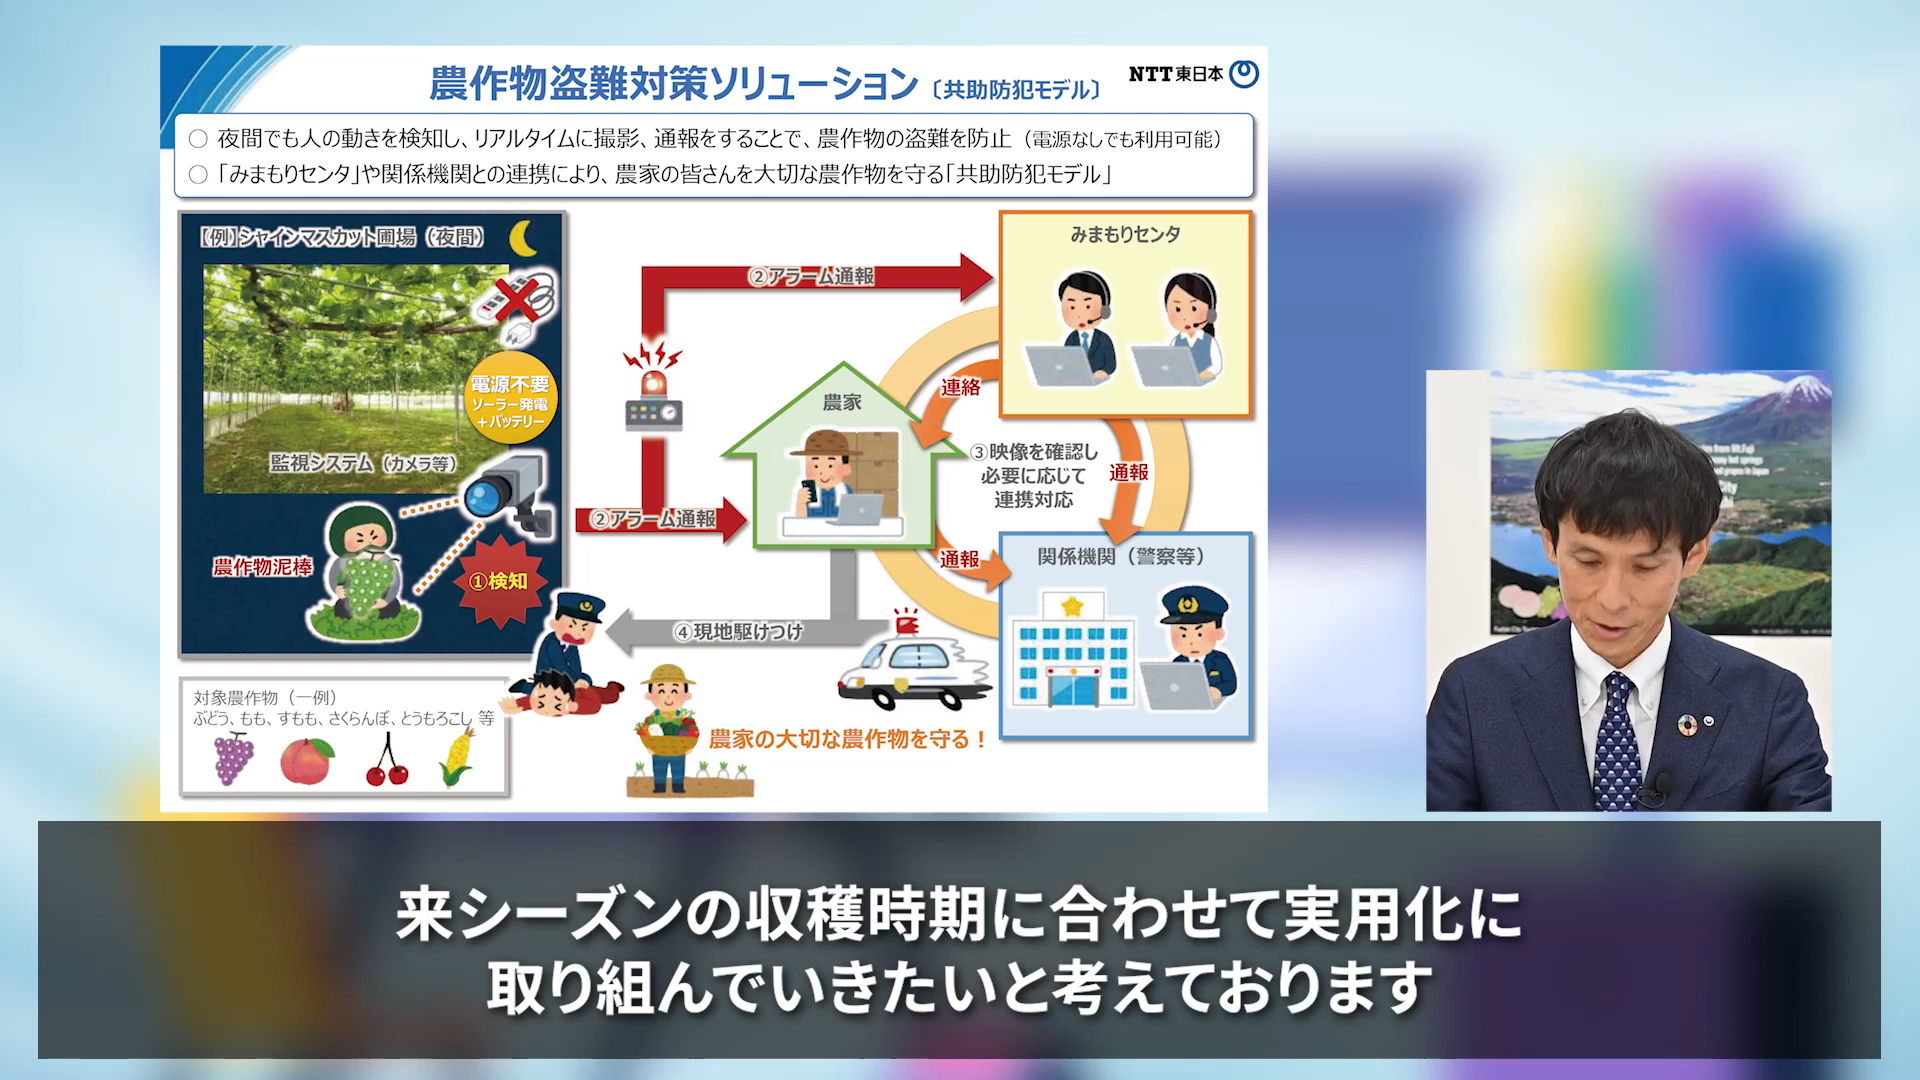 農作物盗難対策ソリューション〔共助防犯モデル〕
NTT東日本
○ 夜間でも人の動きを検知し、リアルタイムに撮影、通報をすることで、農作物の盗難を防止（電源なしでも利用可能）
○ 「みまもりセンタ」や関係機関との連携により、農家の皆さんを大切な農作物を守る「共助防犯モデル」
【例】シャインマスカット圃場（夜間）
電源不要
ソーラー発電
＋バッテリー
監視システム（カメラ等）
農作物泥棒
①検知
②アラーム通報
②アラーム通報
農家
みまもりセンタ
連絡
③映像を確認し
必要に応じて
連携対応
通報
通報
関係機関（警察等）
④現地駆けつけ
対象農作物（一例）
ぶどう、もも、すもも、さくらんぼ、とうもろこし 等
農家の大切な農作物を守る！
来シーズンの収穫時期に合わせて実用化に
取り組んでいきたいと考えております